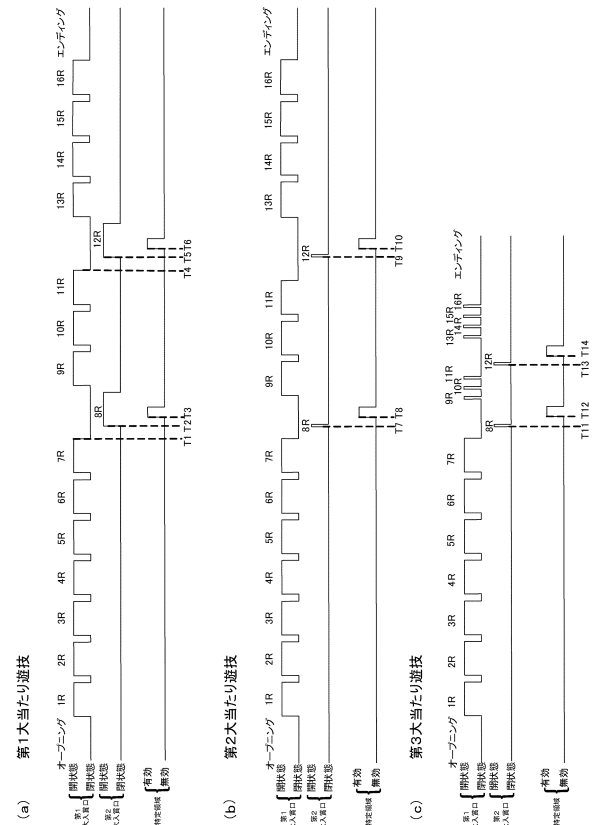 (a) 第1大当たり遊技
オープニング 1R 2R 3R 4R 5R 6R 7R 9R 10R 11R 13R 14R 15R 16R エンディング
第1
大入賞口
開状態
閉状態
8R 12R
第2
大入賞口
開状態
閉状態
特定領域
有効
無効
T1 T2 T3 T4 T5 T6
(b) 第2大当たり遊技
オープニング 1R 2R 3R 4R 5R 6R 7R 9R 10R 11R 13R 14R 15R 16R エンディング
第1
大入賞口
開状態
閉状態
8R 12R
第2
大入賞口
開状態
閉状態
特定領域
有効
無効
T7 T8 T9 T10
(c) 第3大当たり遊技
オープニング 1R 2R 3R 4R 5R 6R 7R 9R 10R 11R 13R 14R 15R 16R エンディング
第1
大入賞口
開状態
閉状態
8R 12R
第2
大入賞口
開状態
閉状態
特定領域
有効
無効
T11 T12 T13 T14